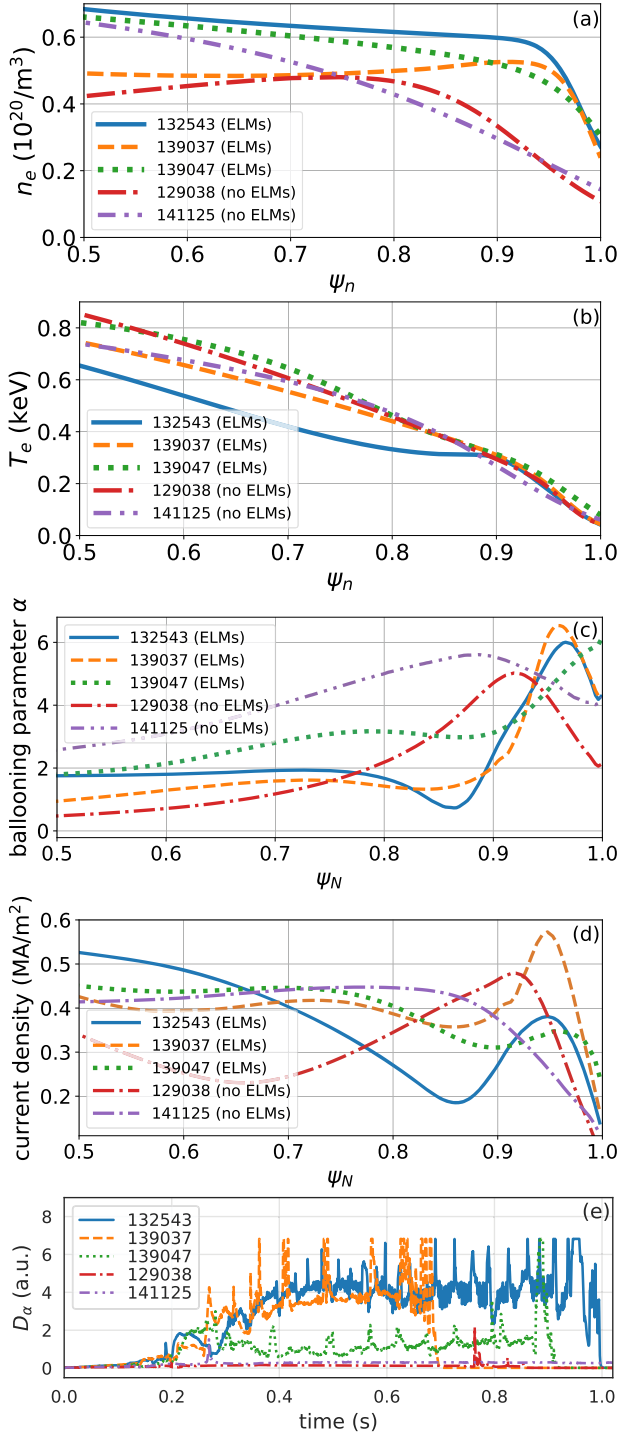 (a)
0.6
0.4
0.2
0.0
n_e (10^20/m^3)
132543 (ELMs)
139037 (ELMs)
139047 (ELMs)
129038 (no ELMs)
141125 (no ELMs)
0.5 0.6 0.7 0.8 0.9 1.0
ψ_n
(b)
0.8
0.6
0.4
0.2
0.0
T_e (keV)
132543 (ELMs)
139037 (ELMs)
139047 (ELMs)
129038 (no ELMs)
141125 (no ELMs)
0.5 0.6 0.7 0.8 0.9 1.0
ψ_n
(c)
6
4
2
0
ballooning parameter α
132543 (ELMs)
139037 (ELMs)
139047 (ELMs)
129038 (no ELMs)
141125 (no ELMs)
0.5 0.6 0.7 0.8 0.9 1.0
ψ_N
(d)
0.6
0.5
0.4
0.3
0.2
current density (MA/m^2)
132543 (ELMs)
139037 (ELMs)
139047 (ELMs)
129038 (no ELMs)
141125 (no ELMs)
0.5 0.6 0.7 0.8 0.9 1.0
ψ_N
(e)
8
6
4
2
0
D_α (a.u.)
132543
139037
139047
129038
141125
0.0 0.2 0.4 0.6 0.8 1.0
time (s)